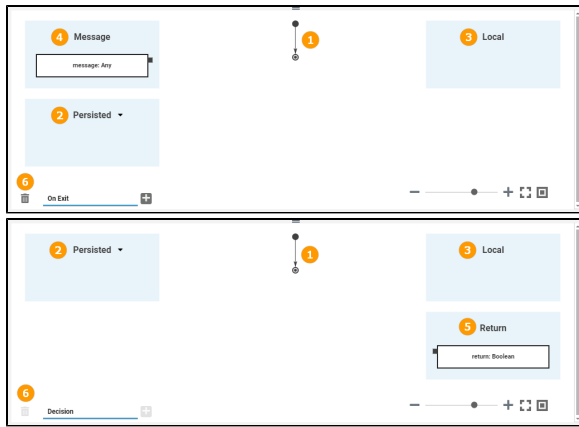 4 Message
1
3 Local
message: Any
2 Persisted
6
On Exit
2 Persisted
1
3 Local
5 Return
return: Boolean
6
Decision